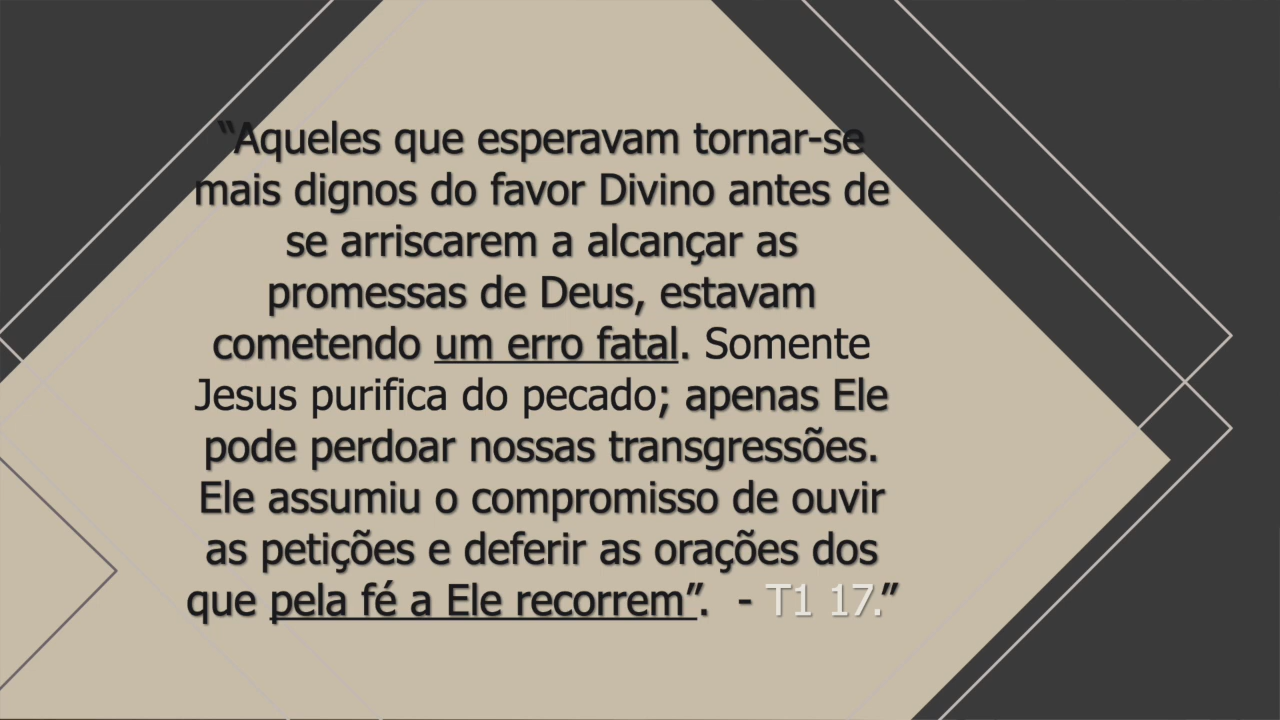 “Aqueles que esperavam tornar-se
mais dignos do favor Divino antes de
se arriscarem a alcançar as
promessas de Deus, estavam
cometendo um erro fatal. Somente
Jesus purifica do pecado; apenas Ele
pode perdoar nossas transgressões.
Ele assumiu o compromisso de ouvir
as petições e deferir as orações dos
que pela fé a Ele recorrem”. - T1 17.”